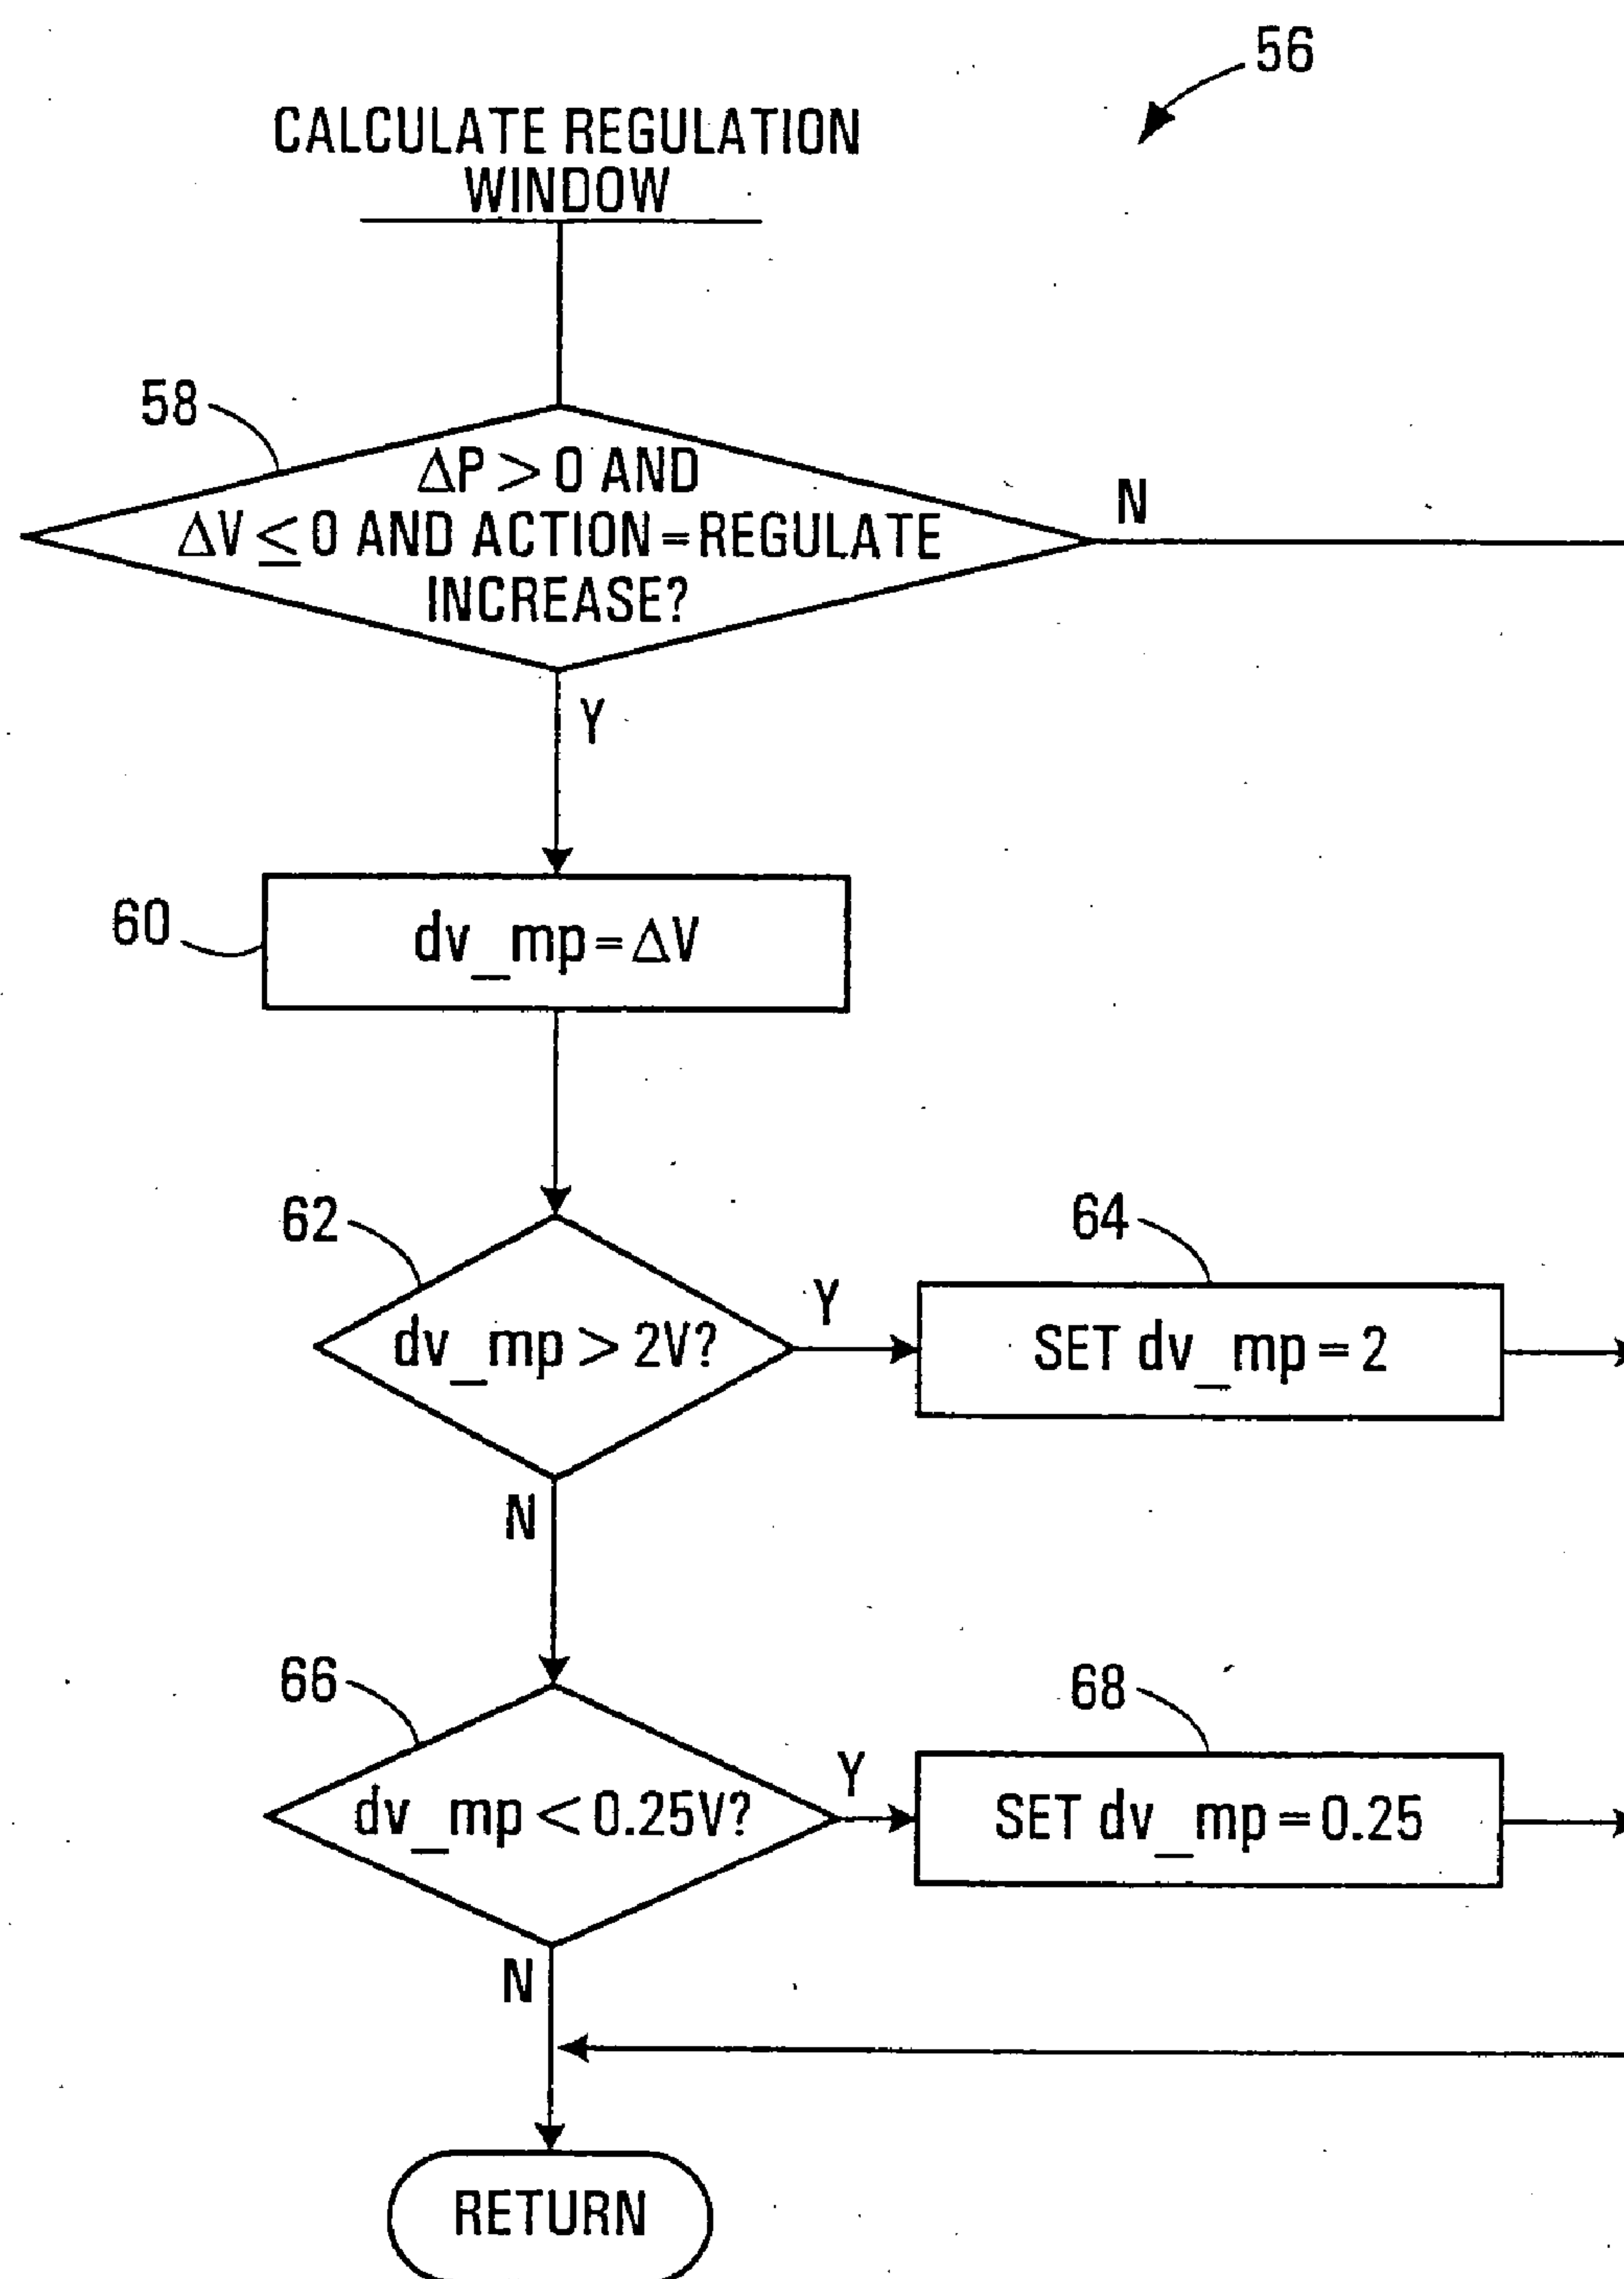 56
CALCULATE REGULATION
WINDOW
58
ΔP > 0 AND
ΔV ≤ 0 AND ACTION = REGULATE
INCREASE?
N
Y
60
dv_mp = ΔV
62
dv_mp > 2V?
Y
64
SET dv_mp = 2
N
66
dv_mp < 0.25V?
Y
68
SET dv_mp = 0.25
N
RETURN